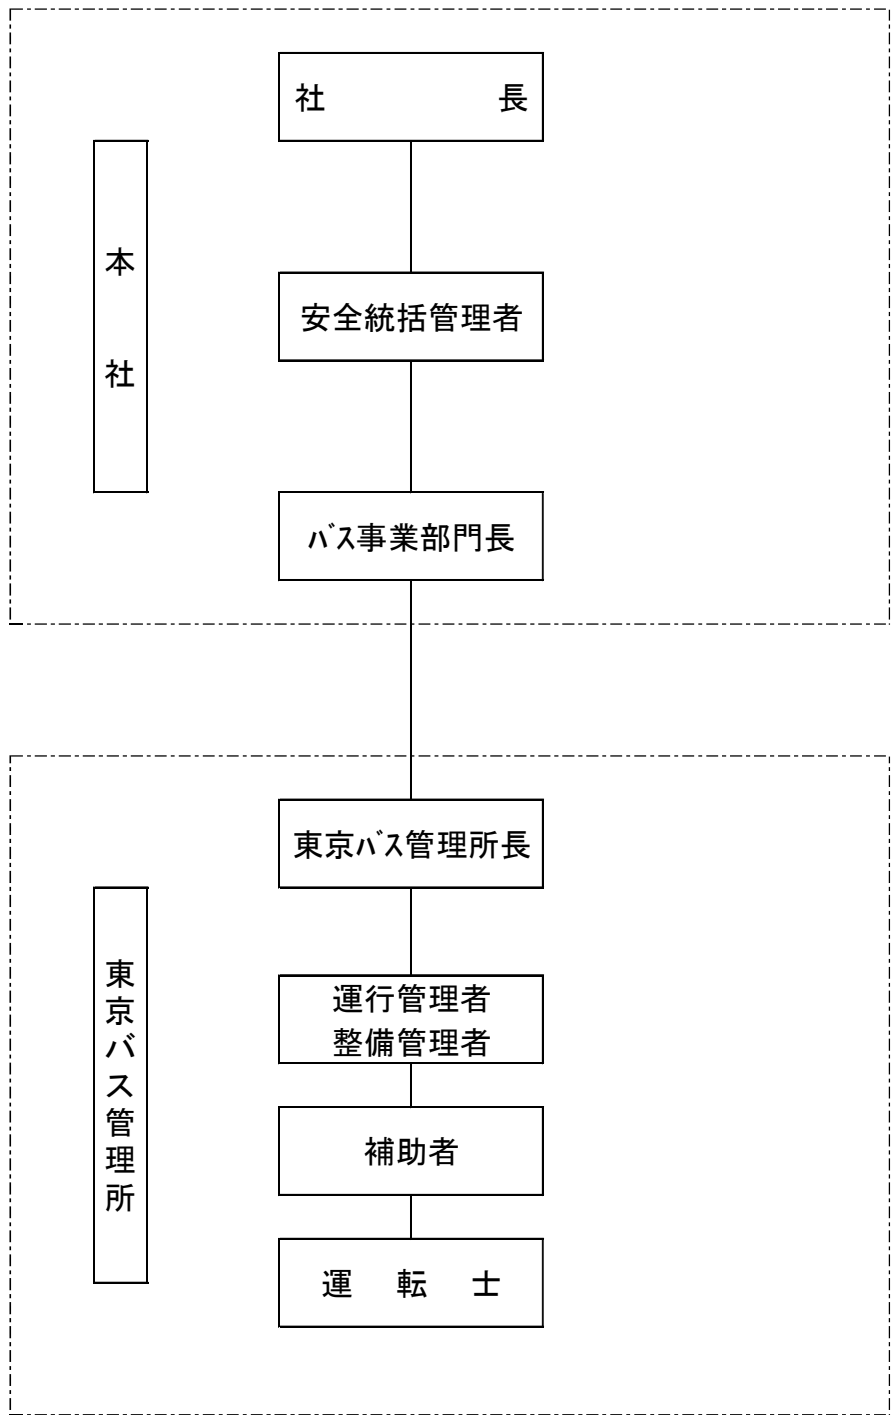 社　　　　　長
本社
安全統括管理者
ﾊﾞｽ事業部門長
東京ﾊﾞｽ管理所長
東京バス管理所
運行管理者
整備管理者
補助者
運　転　士